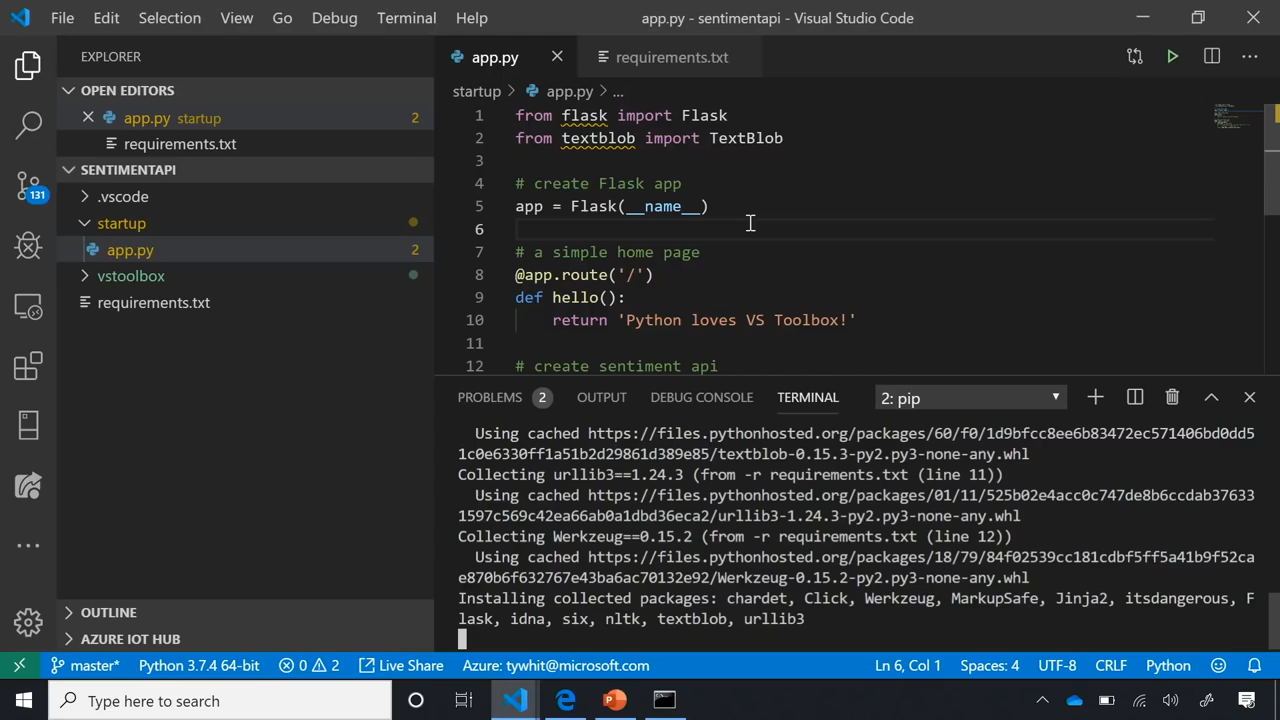 File Edit Selection View Go Debug Terminal Help
app.py - sentimentapi - Visual Studio Code
EXPLORER
OPEN EDITORS
app.py startup 2
requirements.txt
SENTIMENTAPI
.vscode
startup
app.py 2
vstoolbox
requirements.txt
131
OUTLINE
AZURE IOT HUB
app.py
requirements.txt
startup > app.py > ...
1 from flask import Flask
2 from textblob import TextBlob
3
4 # create Flask app
5 app = Flask(__name__)
6
7 # a simple home page
8 @app.route('/')
9 def hello():
10 return 'Python loves VS Toolbox!'
11
12 # create sentiment api
PROBLEMS 2 OUTPUT DEBUG CONSOLE TERMINAL 2: pip
Using cached https://files.pythonhosted.org/packages/60/f0/1d9bfcc8ee6b83472ec571406bd0dd5
1c0e6330ff1a51b2d29861d389e85/textblob-0.15.3-py2.py3-none-any.whl
Collecting urllib3==1.24.3 (from -r requirements.txt (line 11))
Using cached https://files.pythonhosted.org/packages/01/11/525b02e4acc0c747de8b6ccdab37633
1597c569c42ea66ab0a1dbd36eca2/urllib3-1.24.3-py2.py3-none-any.whl
Collecting Werkzeug==0.15.2 (from -r requirements.txt (line 12))
Using cached https://files.pythonhosted.org/packages/18/79/84f02539cc181cdbf5ff5a41b9f52ca
e870b6f632767e43ba6ac70132e92/Werkzeug-0.15.2-py2.py3-none-any.whl
Installing collected packages: chardet, Click, Werkzeug, MarkupSafe, Jinja2, itsdangerous, F
lask, idna, six, nltk, textblob, urllib3
master* Python 3.7.4 64-bit 0 2 Live Share Azure: tywhit@microsoft.com Ln 6, Col 1 Spaces: 4 UTF-8 CRLF Python
Type here to search